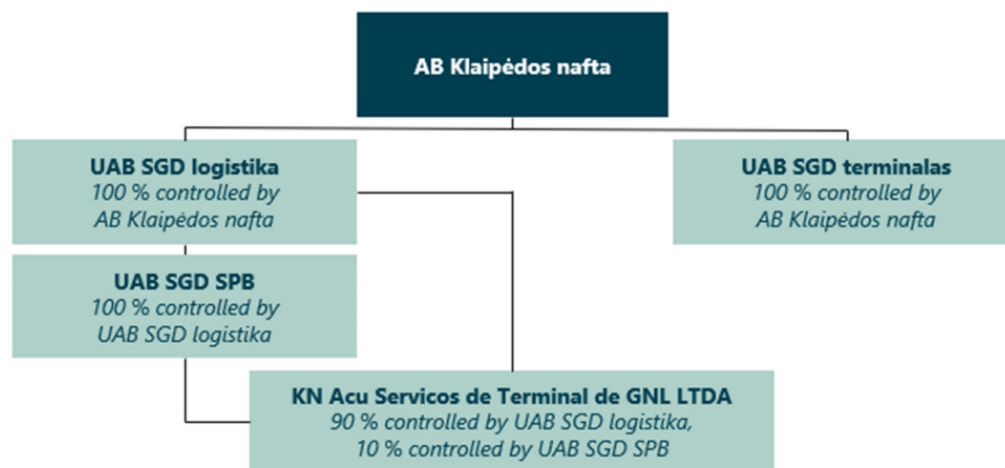 AB Klaipėdos nafta
UAB SGD logistika
100 % controlled by
AB Klaipėdos nafta
UAB SGD terminalas
100 % controlled by
AB Klaipėdos nafta
UAB SGD SPB
100 % controlled by
UAB SGD logistika
KN Acu Servicos de Terminal de GNL LTDA
90 % controlled by UAB SGD logistika,
10 % controlled by UAB SGD SPB